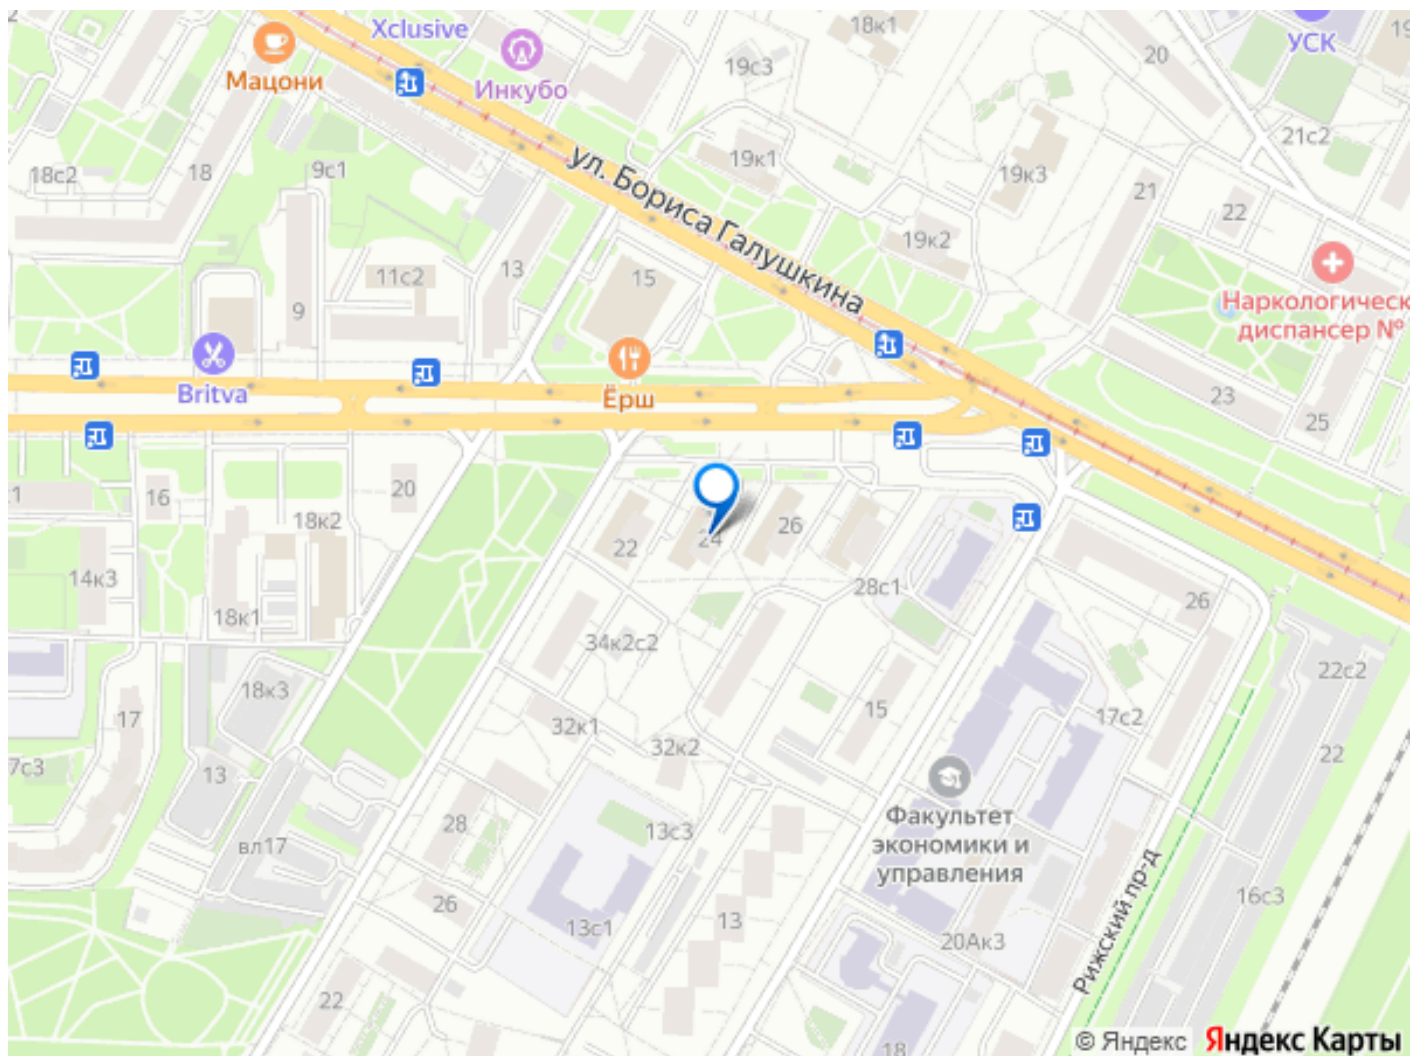 Xclusive
18к1
УСК
19
20
Мацони
Инкубо
19с3
21с2
18с2
18
9с1
19к1
19к3
ул. Бориса Галушкина
21
22
19к2
11с2
13
15
9
Наркологическ
диспансер №
Britva
Ёрш
23
25
1
16
20
18к2
22
24
26
14к3
18к1
28с1
26
34к2с2
22с2
18к3
17
32к1
15
17с2
7с3
13
32к2
22
28
13с3
Факультет
экономики и
управления
вл17
26
13с1
13
16с3
20Ак3
Рижский пр-д
22
18
© Яндекс
Яндекс Карты